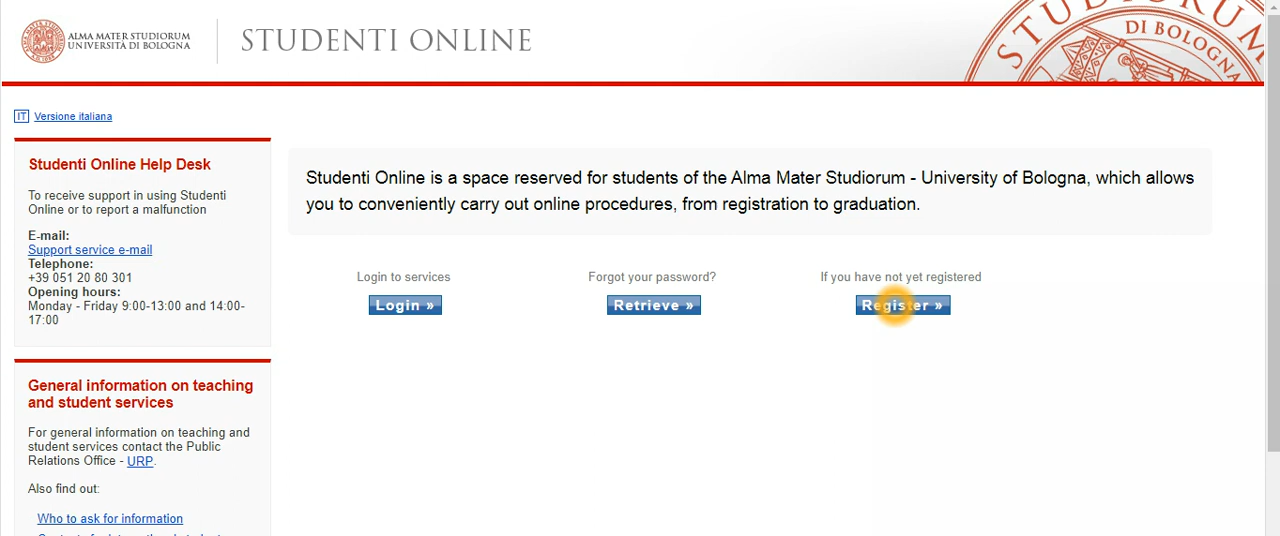 ALMA MATER STUDIORUM
UNIVERSITÀ DI BOLOGNA
STUDENTI ONLINE
STUDIORUM
DI BOLOGNA
IT Versione italiana
Studenti Online Help Desk
To receive support in using Studenti
Online or to report a malfunction
E-mail:
Support service e-mail
Telephone:
+39 051 20 80 301
Opening hours:
Monday - Friday 9:00-13:00 and 14:00-
17:00
General information on teaching
and student services
For general information on teaching and
student services contact the Public
Relations Office - URP.
Also find out:
Who to ask for information
Studenti Online is a space reserved for students of the Alma Mater Studiorum - University of Bologna, which allows
you to conveniently carry out online procedures, from registration to graduation.
Login to services
Login »
Forgot your password?
Retrieve »
If you have not yet registered
Register »